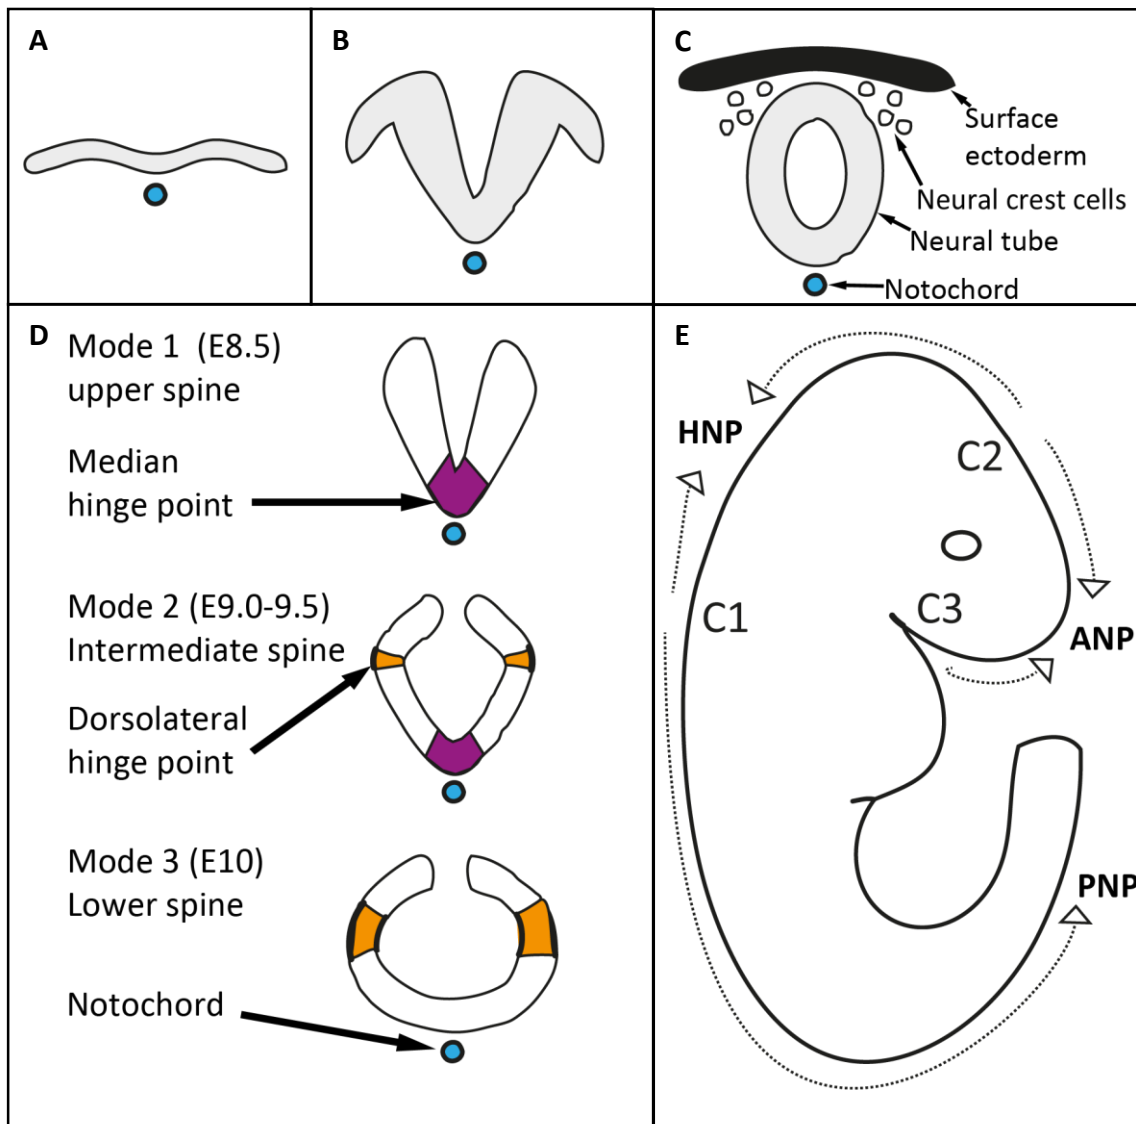 A
B
C
Surface
ectoderm
Neural crest cells
Neural tube
Notochord
D
Mode 1 (E8.5)
upper spine
Median
hinge point
Mode 2 (E9.0-9.5)
Intermediate spine
Dorsolateral
hinge point
Mode 3 (E10)
Lower spine
Notochord
E
HNP
C2
C1
C3
ANP
PNP